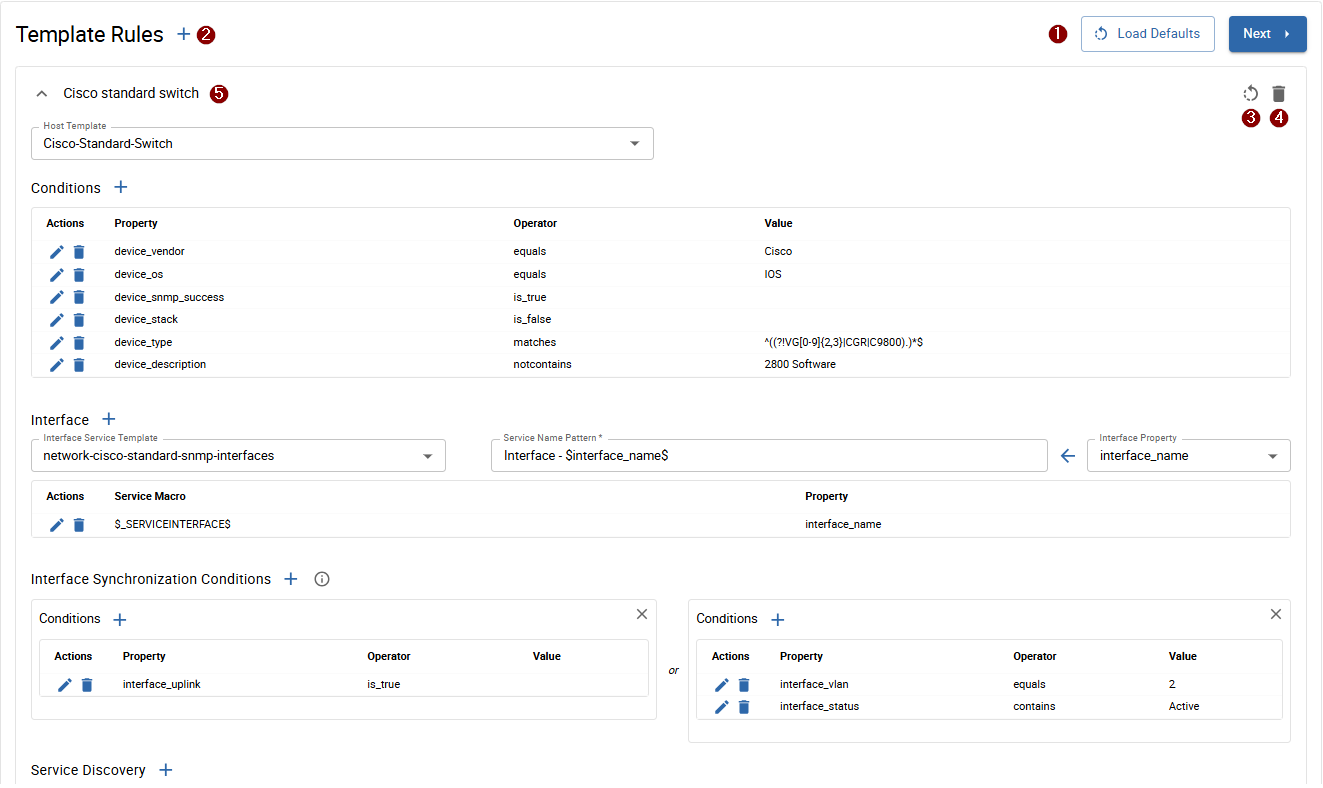 Template Rules + 2 1 Load Defaults Next
Cisco standard switch 5
3 4
Host Template
Cisco-Standard-Switch
Conditions +
Actions Property Operator Value
device_vendor equals Cisco
device_os equals IOS
device_snmp_success is_true
device_stack is_false
device_type matches ^((?!VG[0-9]{2,3}|CGR|C9800).)*$
device_description notcontains 2800 Software
Interface +
Interface Service Template Service Name Pattern * Interface Property
network-cisco-standard-snmp-interfaces Interface - $interface_name$ interface_name
Actions Service Macro Property
$_SERVICEINTERFACE$ interface_name
Interface Synchronization Conditions +
Conditions + Conditions +
Actions Property Operator Value or Actions Property Operator Value
interface_uplink is_true interface_vlan equals 2
interface_status contains Active
Service Discovery +